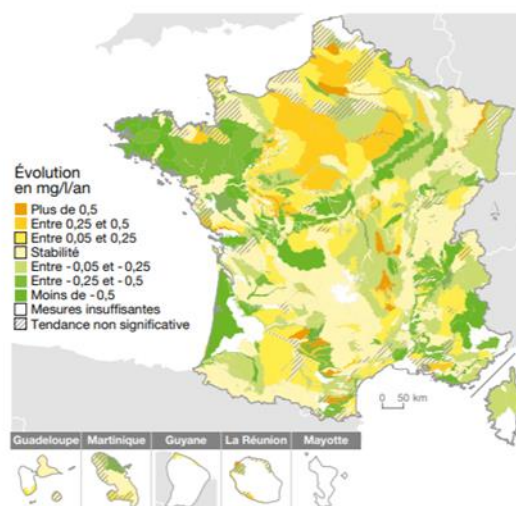 Évolution
en mg/l/an
Plus de 0,5
Entre 0,25 et 0,5
Entre 0,05 et 0,25
Stabilité
Entre - 0,05 et - 0,25
Entre - 0,25 et - 0,5
Moins de - 0,5
Mesures insuffisantes
Tendance non significative
0 50 km
Guadeloupe Martinique Guyane La Réunion Mayotte